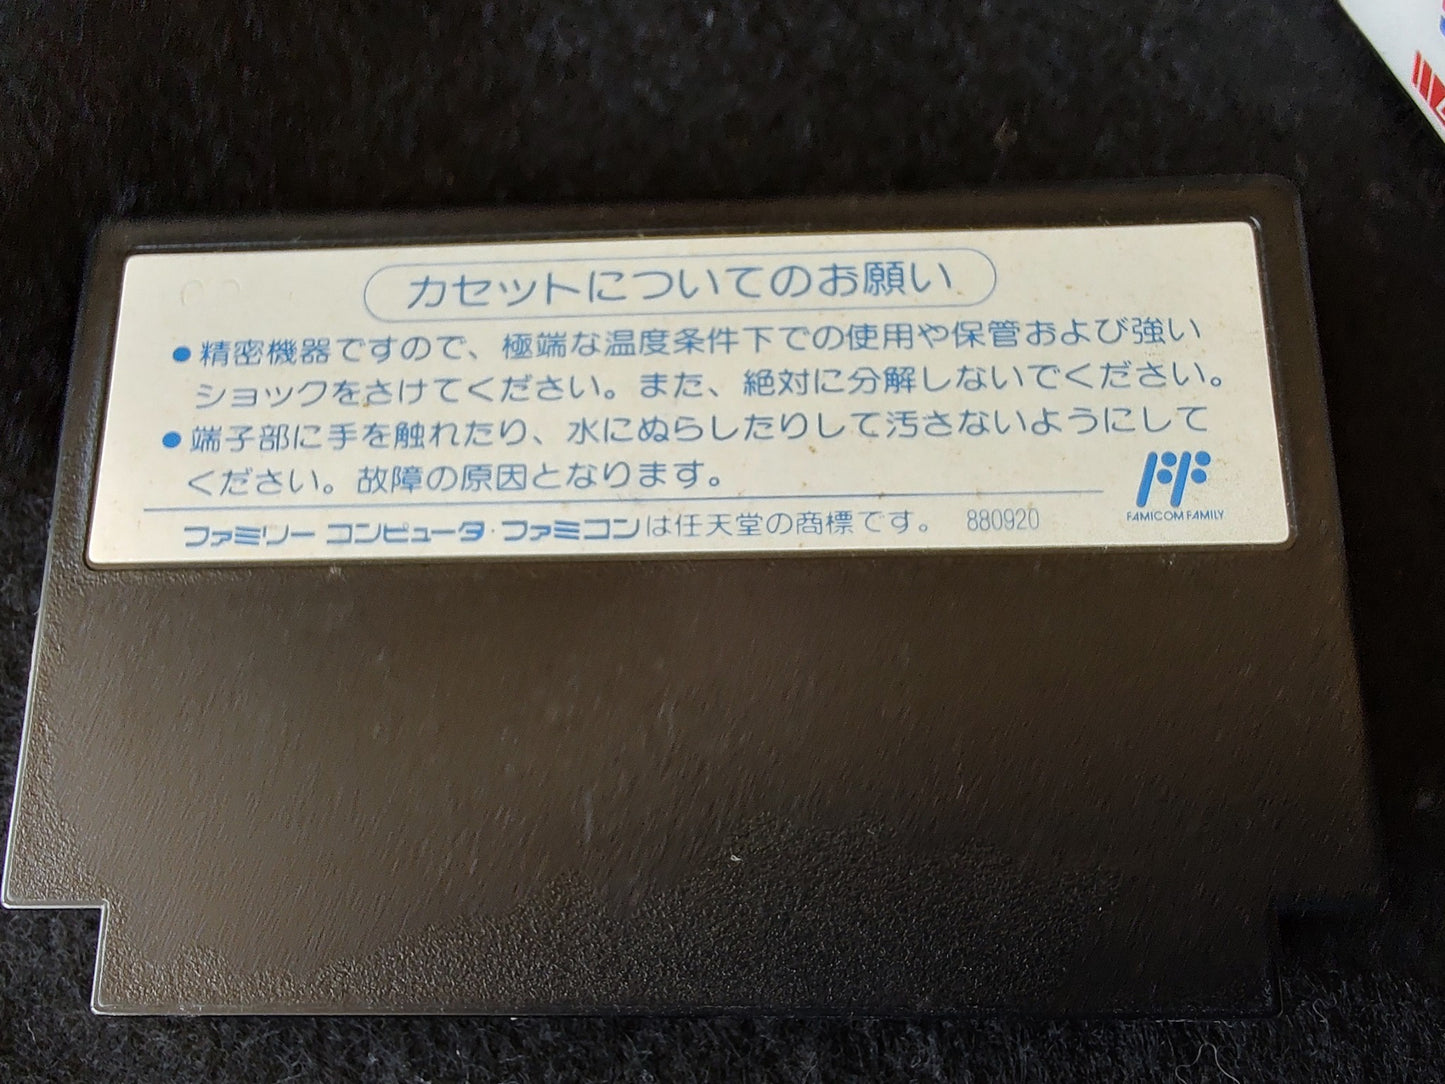 カセットについてのお願い
●精密機器ですので、極端な温度条件下での使用や保管および強い
ショックをさけてください。また、絶対に分解しないでください。
●端子部に手を触れたり、水にぬらしたりして汚さないようにして
ください。故障の原因となります。
FAMICOM FAMILY
ファミリー コンピュータ・ファミコンは任天堂の商標です。 880920